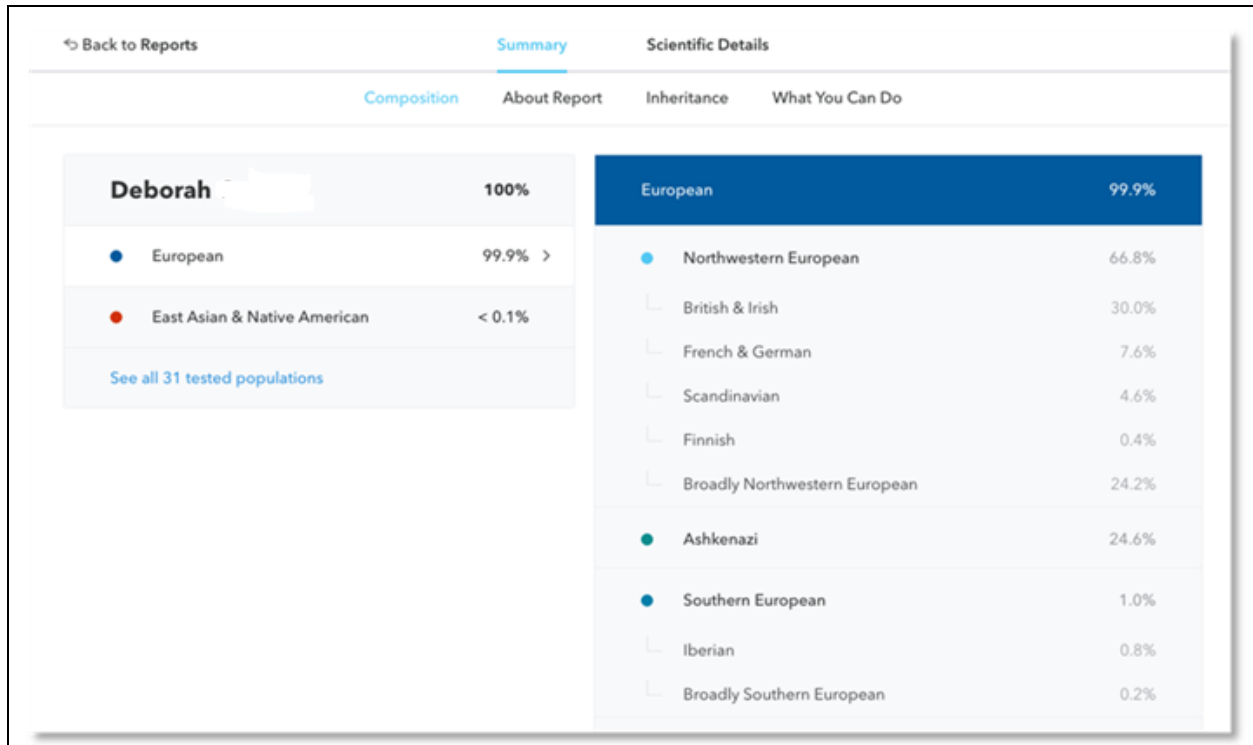 Back to Reports
Summary
Scientific Details
Composition
About Report
Inheritance
What You Can Do
Deborah
100%
European 99.9%
East Asian & Native American < 0.1%
See all 31 tested populations
European 99.9%
Northwestern European 66.8%
British & Irish 30.0%
French & German 7.6%
Scandinavian 4.6%
Finnish 0.4%
Broadly Northwestern European 24.2%
Ashkenazi 24.6%
Southern European 1.0%
Iberian 0.8%
Broadly Southern European 0.2%